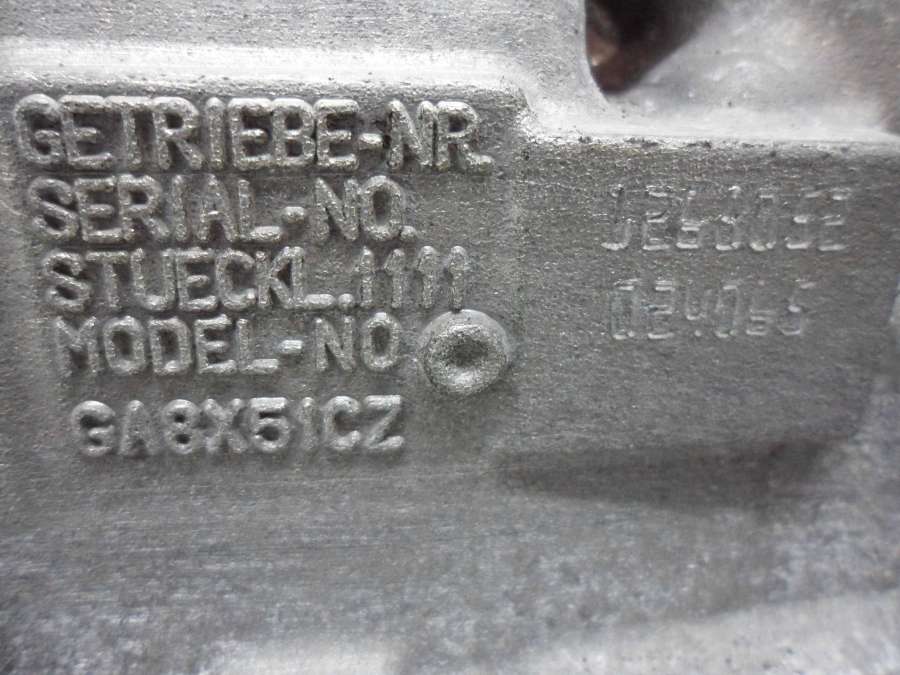 GETRIEBE-NR.
SERIAL-NO.
STUECKL..1111
MODEL-NO
GA8X51CZ